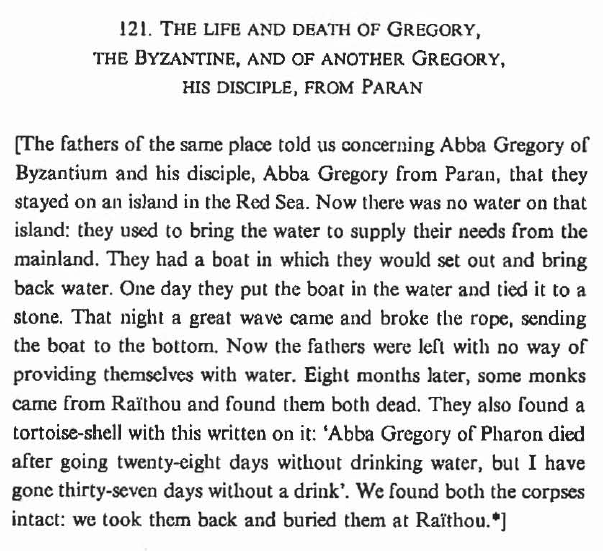 121. THE LIFE AND DEATH OF GREGORY,
THE BYZANTINE, AND OF ANOTHER GREGORY,
HIS DISCIPLE, FROM PARAN
[The fathers of the same place told us concerning Abba Gregory of
Byzantium and his disciple, Abba Gregory from Paran, that they
stayed on an island in the Red Sea. Now there was no water on that
island: they used to bring the water to supply their needs from the
mainland. They had a boat in which they would set out and bring
back water. One day they put the boat in the water and tied it to a
stone. That night a great wave came and broke the rope, sending
the boat to the bottom. Now the fathers were left with no way of
providing themselves with water. Eight months later, some monks
came from Raïthou and found them both dead. They also found a
tortoise-shell with this written on it: ‘Abba Gregory of Pharon died
after going twenty-eight days without drinking water, but I have
gone thirty-seven days without a drink’. We found both the corpses
intact: we took them back and buried them at Raïthou.*]